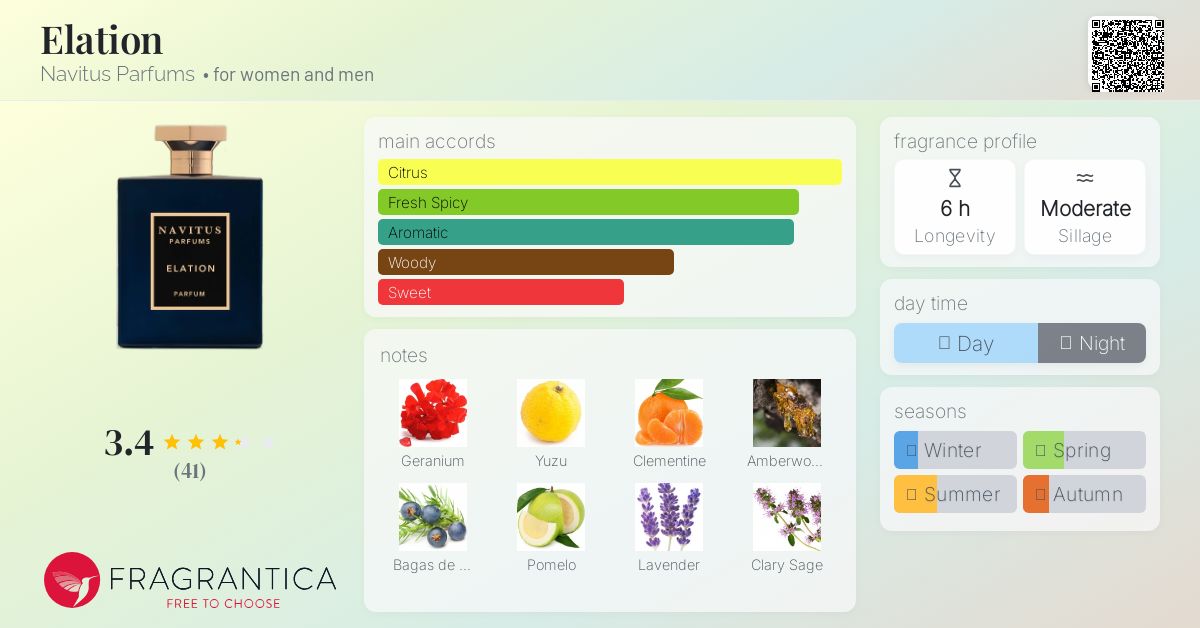 Elation
Navitus Parfums • for women and men
NAVITUS
PARFUMS
ELATION
PARFUM
3.4
(41)
FRAGRANTICA
FREE TO CHOOSE
main accords
Citrus
Fresh Spicy
Aromatic
Woody
Sweet
notes
Geranium Yuzu Clementine Amberwo...
Bagas de ... Pomelo Lavender Clary Sage
fragrance profile
6 h Moderate
Longevity Sillage
day time
Day Night
seasons
Winter Spring
Summer Autumn